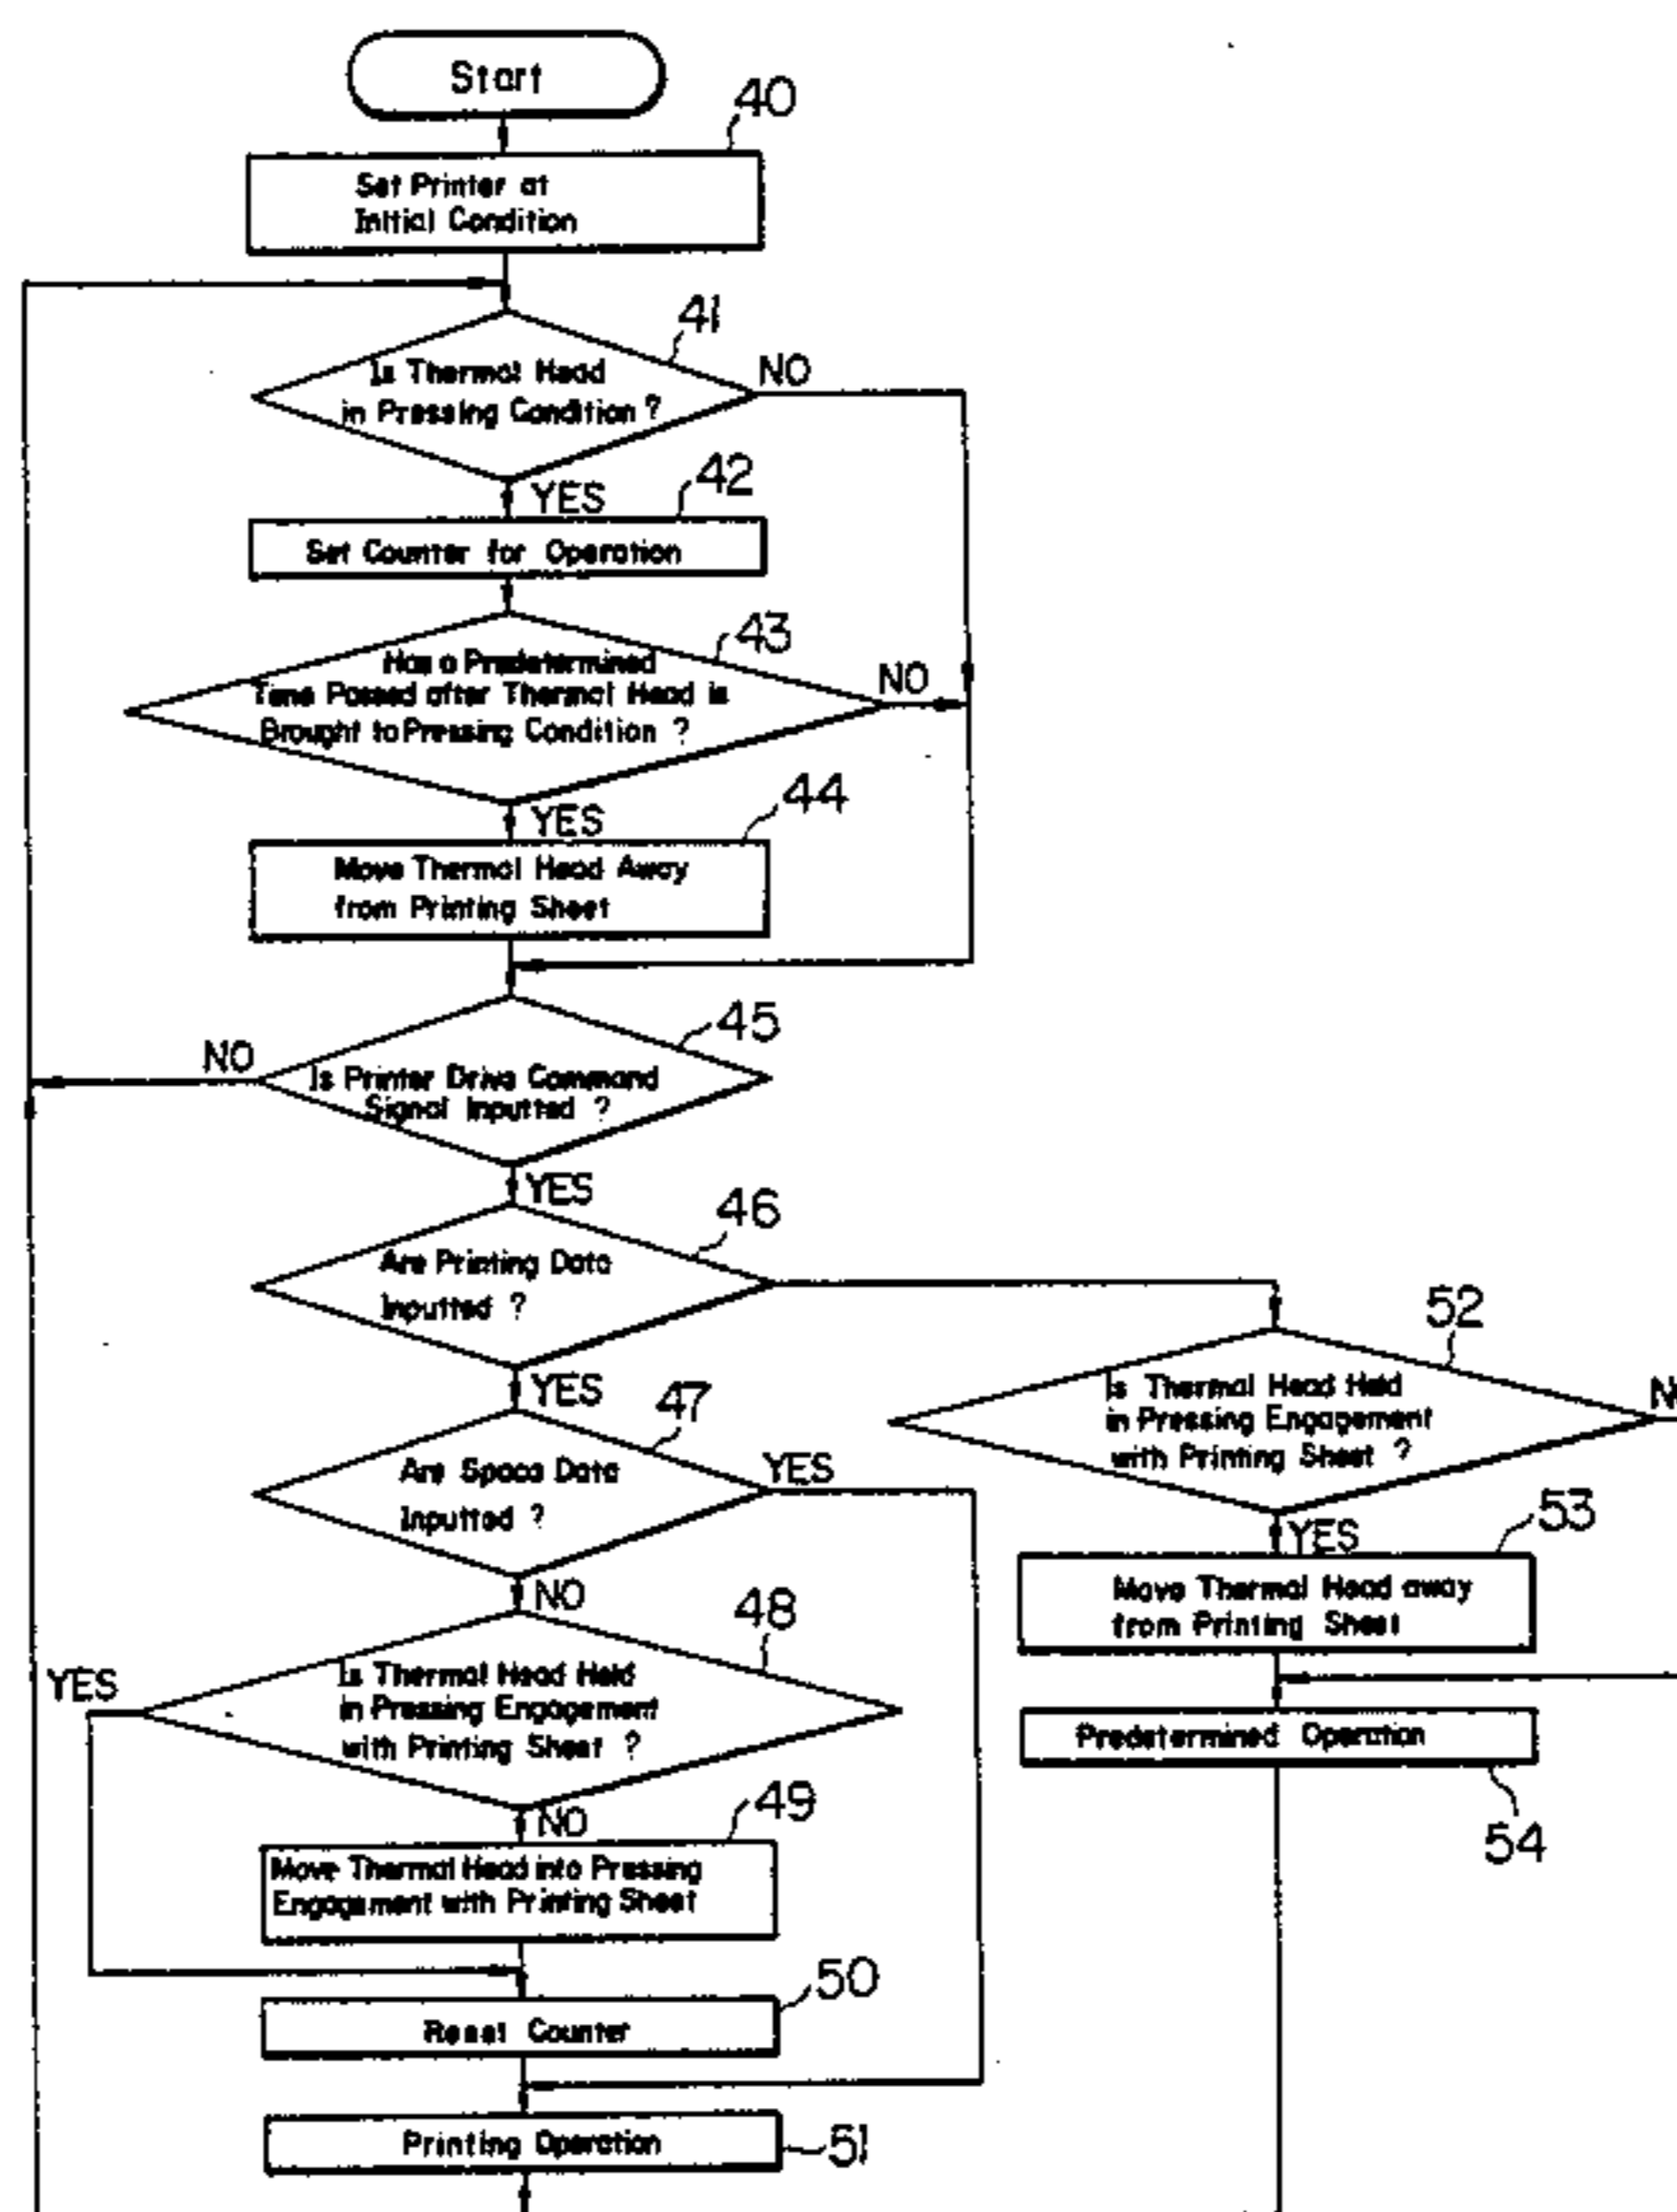 Start
40
Set Printer at
Initial Condition
41
Is Thermal Head
in Pressing Condition ?
NO
YES
42
Set Counter for Operation
43
Has a Predetermined
Time Passed after Thermal Head is
Brought to Pressing Condition ?
NO
YES
44
Move Thermal Head Away
from Printing Sheet
45
NO
Is Printer Drive Command
Signal Inputted ?
YES
46
Are Printing Data
Inputted ?
YES
52
Is Thermal Head Held
in Pressing Engagement
with Printing Sheet ?
47
Are Space Data
Inputted ?
YES
NO
YES
53
Move Thermal Head away
from Printing Sheet
48
YES
Is Thermal Head Held
in Pressing Engagement
with Printing Sheet ?
NO
Predetermined Operation
54
49
Move Thermal Head into Pressing
Engagement with Printing Sheet
50
Reset Counter
Printing Operation
51